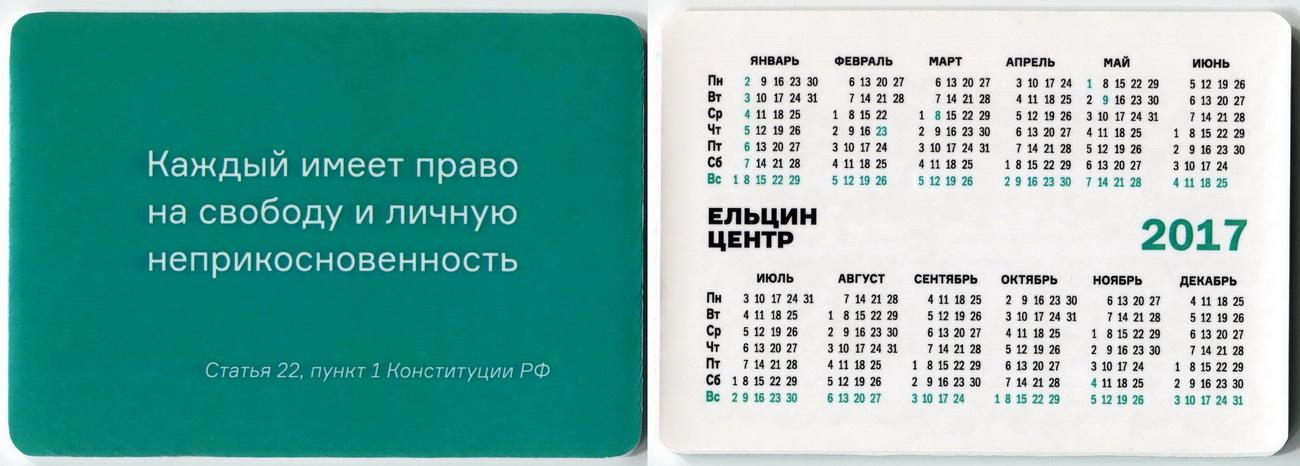 Каждый имеет право
на свободу и личную
неприкосновенность
Статья 22, пункт 1 Конституции РФ
ЯНВАРЬ ФЕВРАЛЬ МАРТ АПРЕЛЬ МАЙ ИЮНЬ
Пн 2 9 16 23 30 6 13 20 27 6 13 20 27 3 10 17 24 1 8 15 22 29 5 12 19 26
Вт 3 10 17 24 31 7 14 21 28 7 14 21 28 4 11 18 25 2 9 16 23 30 6 13 20 27
Ср 4 11 18 25 1 8 15 22 1 8 15 22 29 5 12 19 26 3 10 17 24 31 7 14 21 28
Чт 5 12 19 26 2 9 16 23 2 9 16 23 30 6 13 20 27 4 11 18 25 1 8 15 22 29
Пт 6 13 20 27 3 10 17 24 3 10 17 24 31 7 14 21 28 5 12 19 26 2 9 16 23 30
Сб 7 14 21 28 4 11 18 25 4 11 18 25 1 8 15 22 29 6 13 20 27 3 10 17 24
Вс 1 8 15 22 29 5 12 19 26 5 12 19 26 2 9 16 23 30 7 14 21 28 4 11 18 25
ЕЛЬЦИН
ЦЕНТР
2017
ИЮЛЬ АВГУСТ СЕНТЯБРЬ ОКТЯБРЬ НОЯБРЬ ДЕКАБРЬ
Пн 3 10 17 24 31 7 14 21 28 4 11 18 25 2 9 16 23 30 6 13 20 27 4 11 18 25
Вт 4 11 18 25 1 8 15 22 29 5 12 19 26 3 10 17 24 31 7 14 21 28 5 12 19 26
Ср 5 12 19 26 2 9 16 23 30 6 13 20 27 4 11 18 25 1 8 15 22 29 6 13 20 27
Чт 6 13 20 27 3 10 17 24 31 7 14 21 28 5 12 19 26 2 9 16 23 30 7 14 21 28
Пт 7 14 21 28 4 11 18 25 1 8 15 22 29 6 13 20 27 3 10 17 24 1 8 15 22 29
Сб 1 8 15 22 29 5 12 19 26 2 9 16 23 30 7 14 21 28 4 11 18 25 2 9 16 23 30
Вс 2 9 16 23 30 6 13 20 27 3 10 17 24 1 8 15 22 29 5 12 19 26 3 10 17 24 31